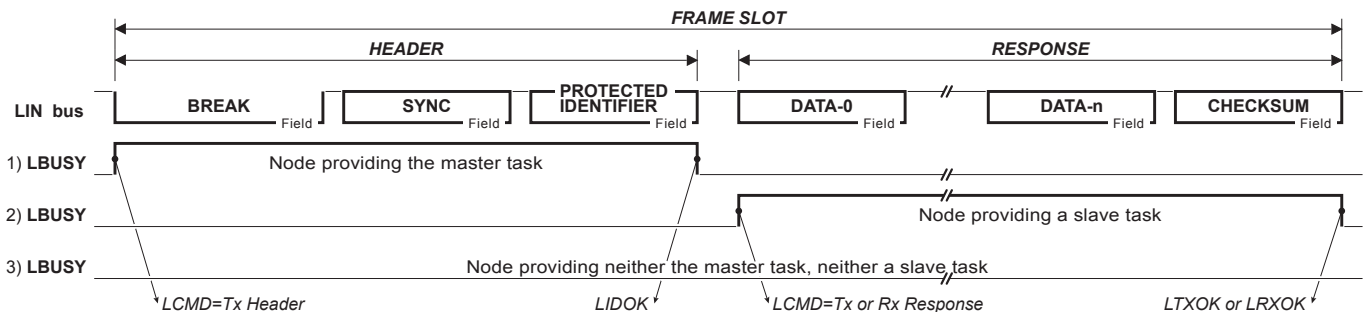 FRAME SLOT
HEADER
RESPONSE
LIN bus
BREAK
Field
SYNC
Field
PROTECTED
IDENTIFIER
Field
DATA-0
Field
DATA-n
Field
CHECKSUM
Field
1) LBUSY
Node providing the master task
2) LBUSY
Node providing a slave task
3) LBUSY
Node providing neither the master task, neither a slave task
LCMD=Tx Header
LIDOK
LCMD=Tx or Rx Response
LTXOK or LRXOK